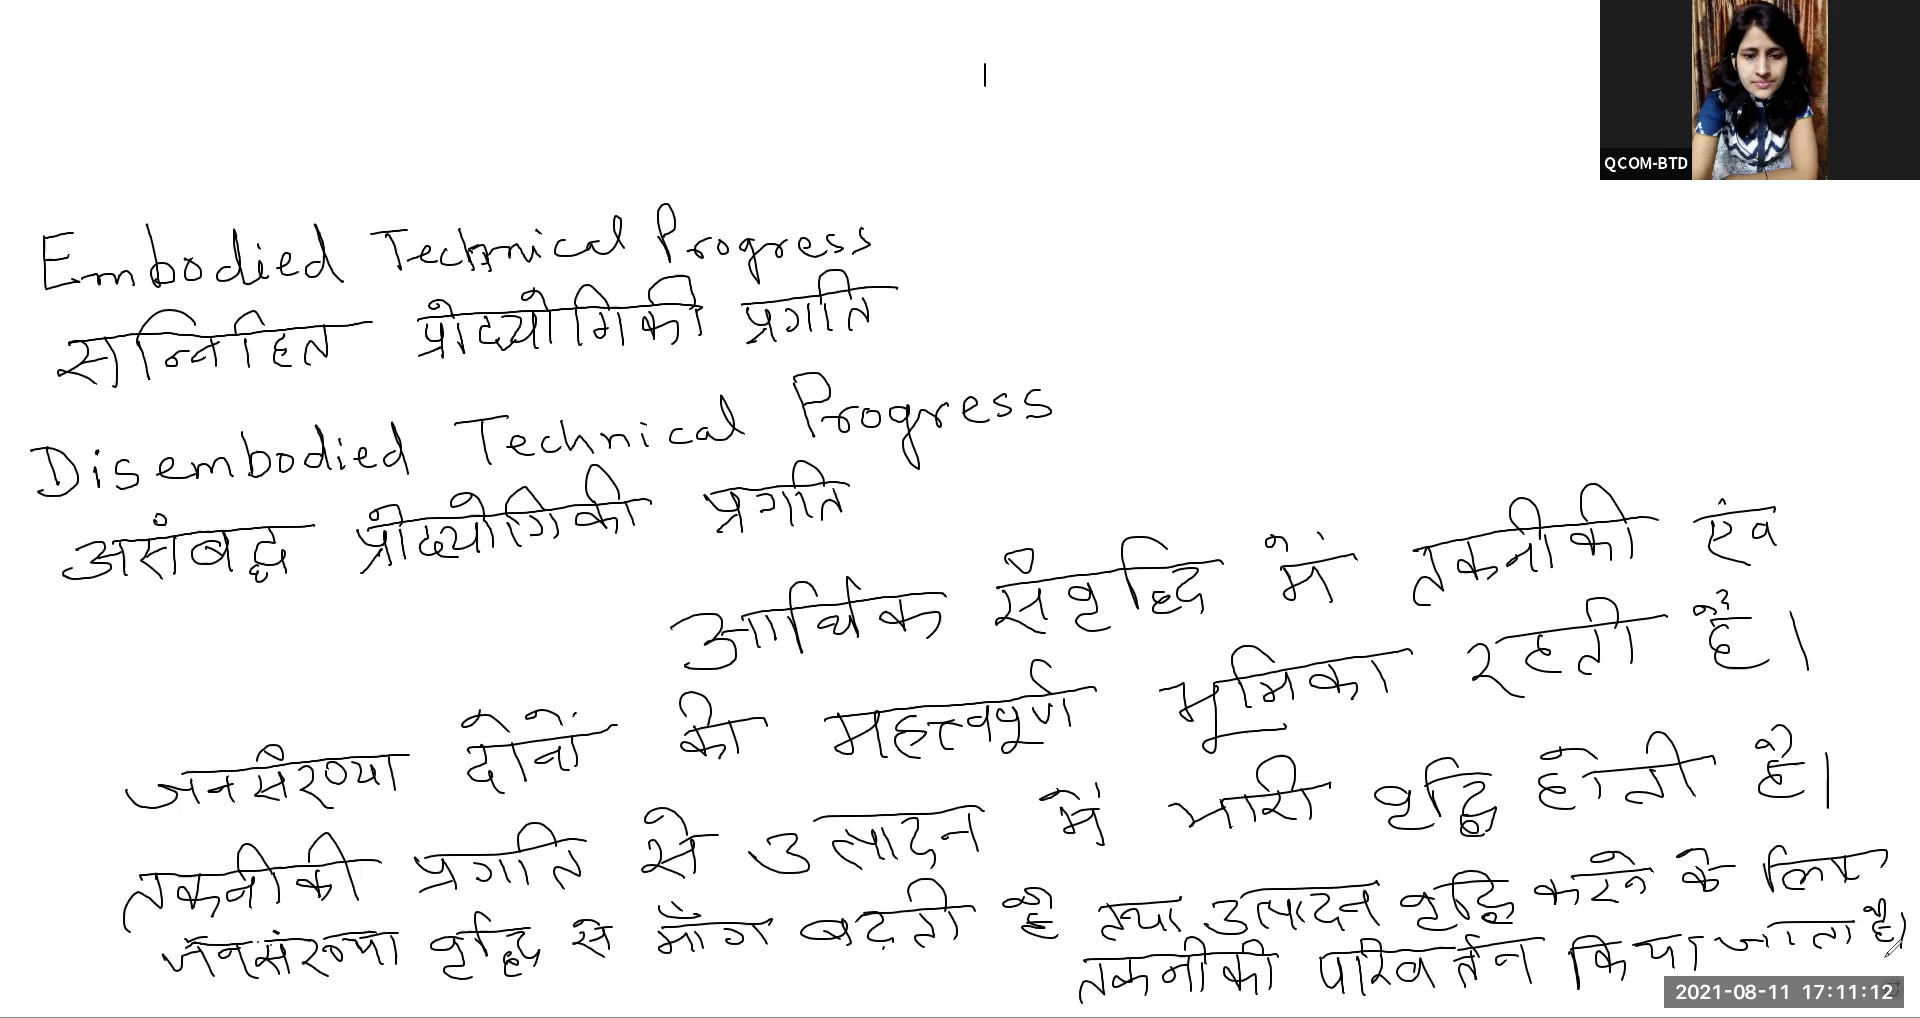 QCOM-BTD
Embodied Technical Progress
सन्निहित प्रौद्योगिकी प्रगति
Disembodied Technical Progress
असंबद्ध प्रौद्योगिकी प्रगति
आर्थिक संवृद्धि में तकनीकी एंव
जनसंख्या दोनों की महत्त्वपूर्ण भूमिका रहती है।
तकनीकी प्रगति से उत्पादन में भारी वृद्धि होती है।
जनसंख्या वृद्धि से माँग बढ़ती है तथा उत्पादन वृद्धि करने के लिए
तकनीकी परिवर्तन किया जाता है।
2021-08-11 17:11:12